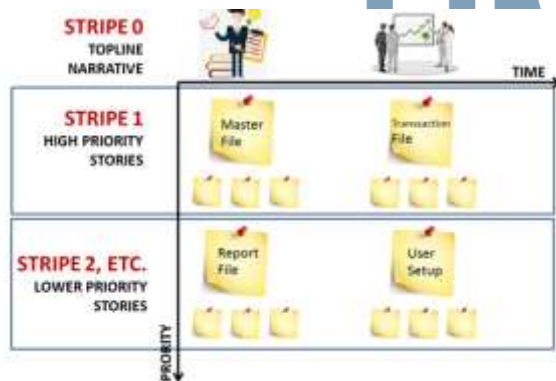 STRIPE 0
TOPLINE
NARRATIVE
TIME
STRIPE 1
HIGH PRIORITY
STORIES
Master
File
Transaction
File
STRIPE 2, ETC.
LOWER PRIORITY
STORIES
Report
File
User
Setup
PRIORITY